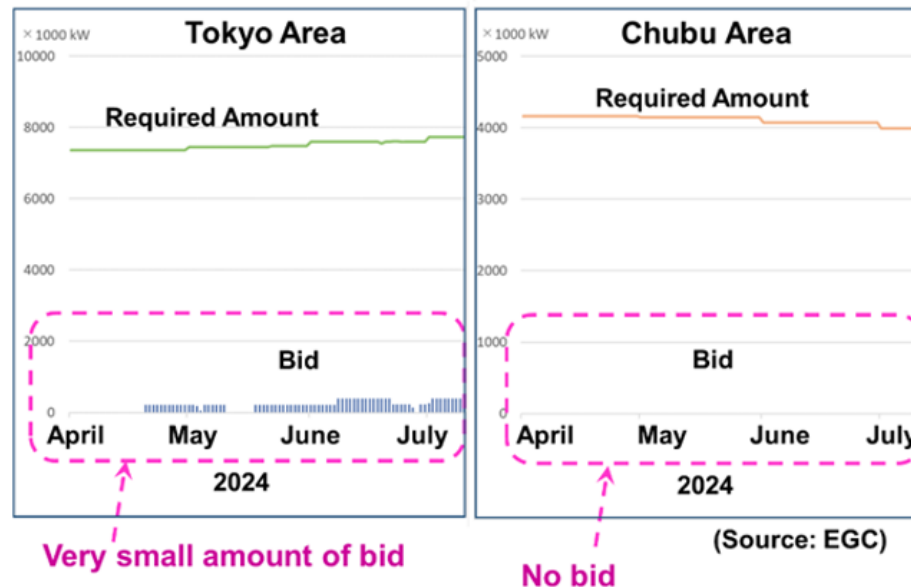 × 1000 kW
Tokyo Area
10000
Required Amount
8000
6000
4000
2000
Bid
0
April May June July
2024
× 1000 kW
Chubu Area
5000
Required Amount
4000
3000
2000
1000
Bid
0
April May June July
2024
(Source: EGC)
Very small amount of bid
No bid